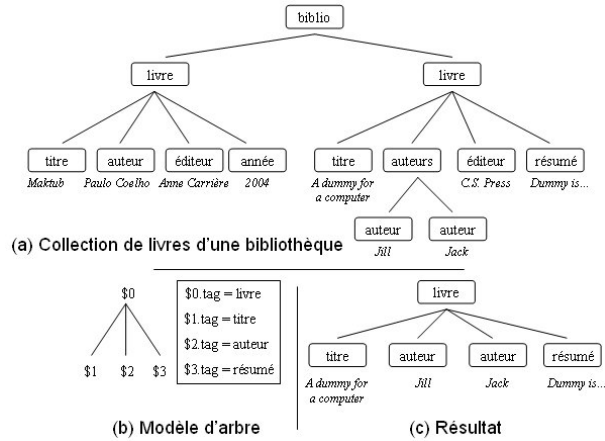 biblio
livre livre
titre auteur éditeur année titre auteurs éditeur résumé
Maktub Paulo Coelho Anne Carrière 2004 A dummy for C.S. Press Dummy is...
a computer
auteur auteur
(a) Collection de livres d'une bibliothèque Jill Jack
$0
$1 $2 $3
$0.tag = livre
$1.tag = titre
$2.tag = auteur
$3.tag = résumé
(b) Modèle d'arbre
livre
titre auteur auteur résumé
A dummy for Jill Jack Dummy is...
a computer
(c) Résultat